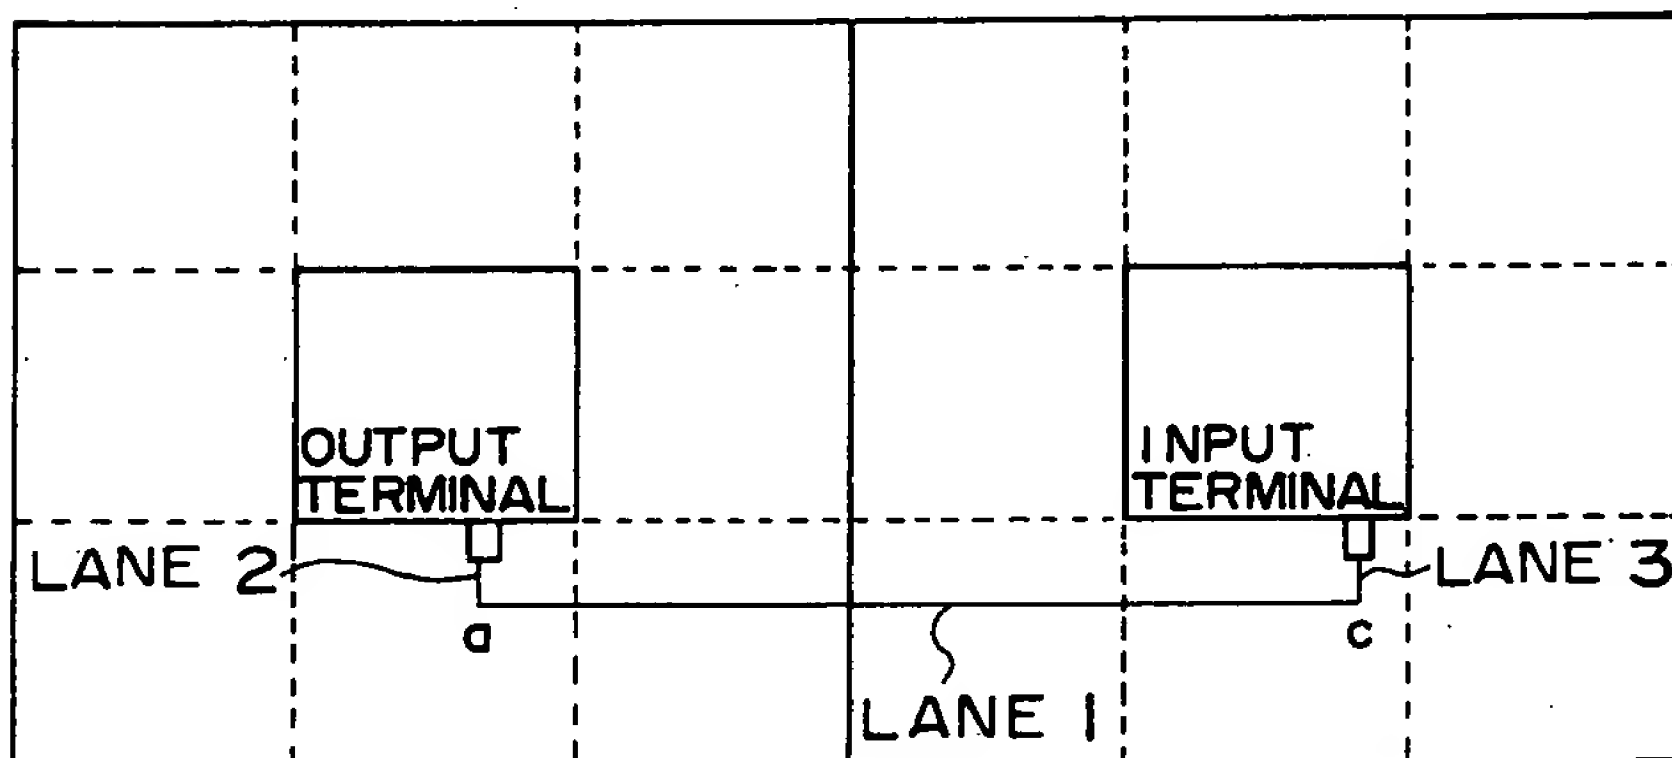 OUTPUT
TERMINAL
INPUT
TERMINAL
LANE 2
LANE 3
a
c
LANE 1